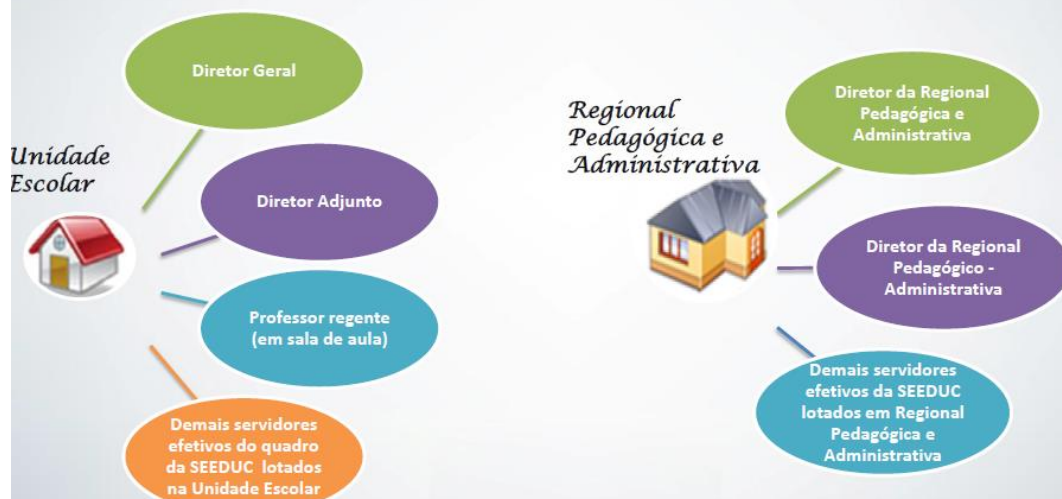 Unidade
Escolar
Diretor Geral
Diretor Adjunto
Professor regente
(em sala de aula)
Demais servidores
efetivos do quadro
da SEEDUC lotados
na Unidade Escolar
Regional
Pedagógica e
Administrativa
Diretor da Regional
Pedagógica e
Administrativa
Diretor da Regional
Pedagógico -
Administrativa
Demais servidores
efetivos da SEEDUC
lotados em Regional
Pedagógica e
Administrativa